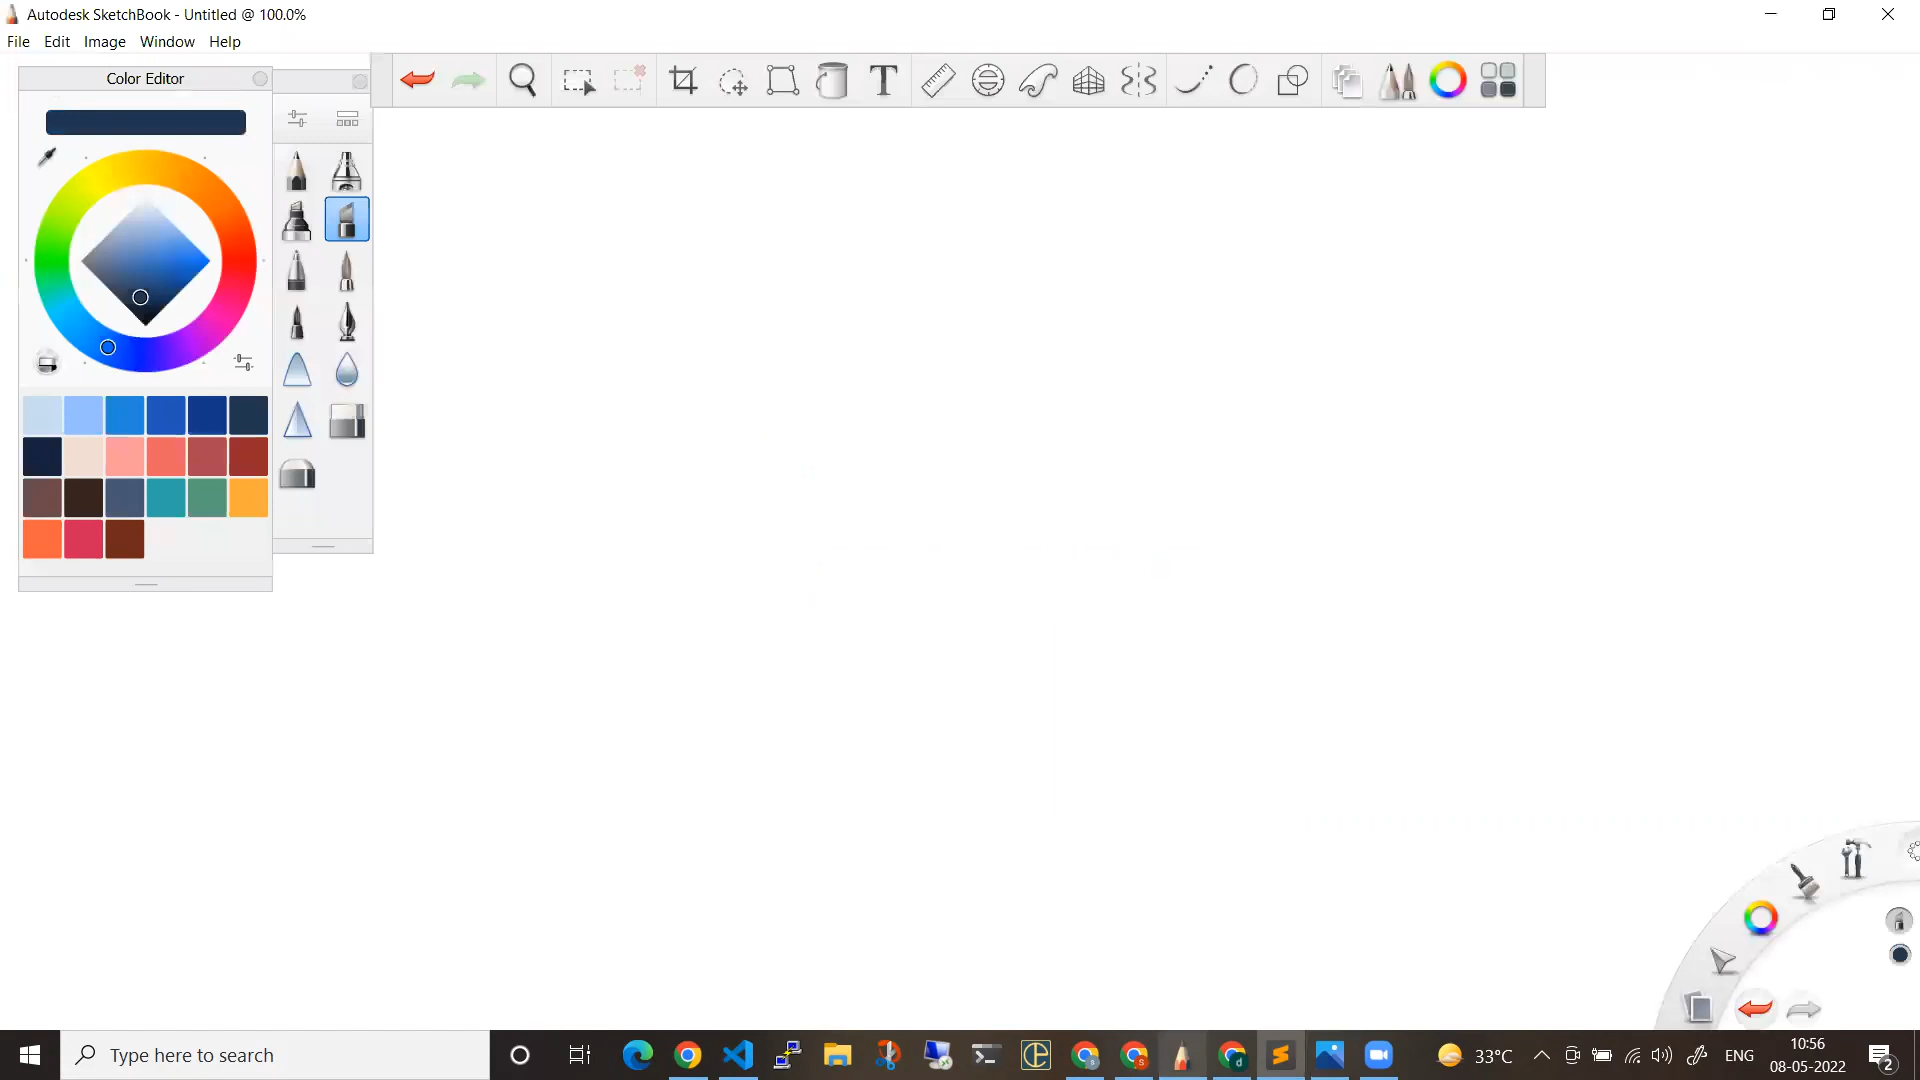 Autodesk SketchBook - Untitled @ 100.0%
File Edit Image Window Help
Color Editor
T
Type here to search
33°C
ENG
10:56
08-05-2022
2